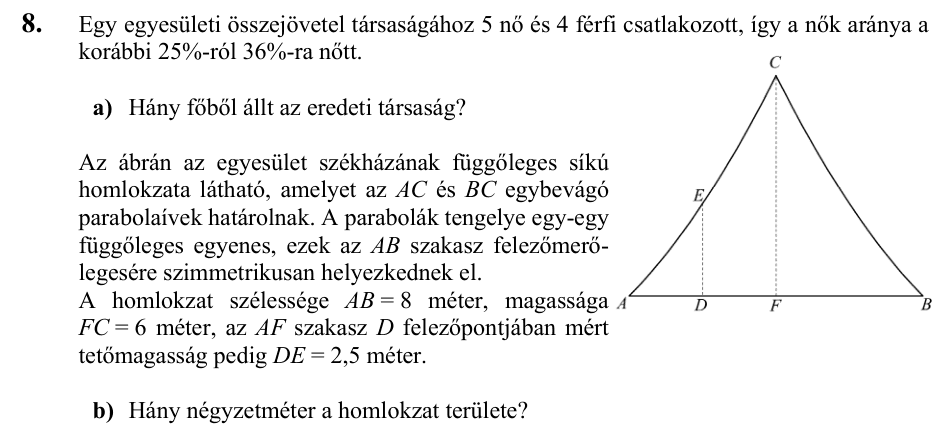 8. Egy egyesületi összejövetel társaságához 5 nő és 4 férfi csatlakozott, így a nők aránya a
korábbi 25%-ról 36%-ra nőtt.
a) Hány főből állt az eredeti társaság?
Az ábrán az egyesület székházának függőleges síkú
homlokzata látható, amelyet az AC és BC egybevágó
parabolaívek határolnak. A parabolák tengelye egy-egy
függőleges egyenes, ezek az AB szakasz felezőmerő-
legesére szimmetrikusan helyezkednek el.
A homlokzat szélessége AB = 8 méter, magassága
FC = 6 méter, az AF szakasz D felezőpontjában mért
tetőmagasság pedig DE = 2,5 méter.
b) Hány négyzetméter a homlokzat területe?
C
E
A
D
F
B